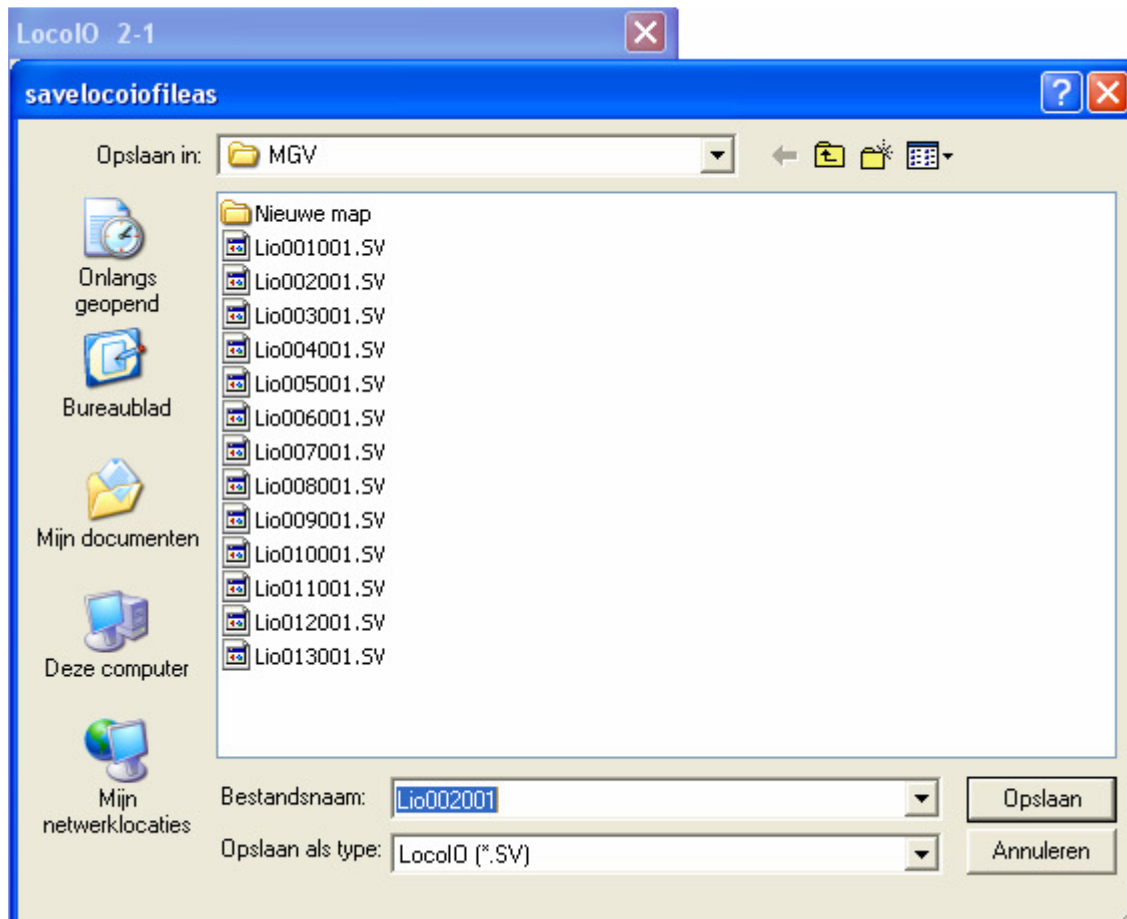 LocoIO 2-1
savelocoiofileas
Opslaan in:
MGV
Onlangs
geopend
Bureaublad
Mijn documenten
Deze computer
Mijn
netwerklocaties
Nieuwe map
Lio001001.SV
Lio002001.SV
Lio003001.SV
Lio004001.SV
Lio005001.SV
Lio006001.SV
Lio007001.SV
Lio008001.SV
Lio009001.SV
Lio010001.SV
Lio011001.SV
Lio012001.SV
Lio013001.SV
Bestandsnaam:
Lio002001
Opslaan
Opslaan als type:
LocoIO (*.SV)
Annuleren